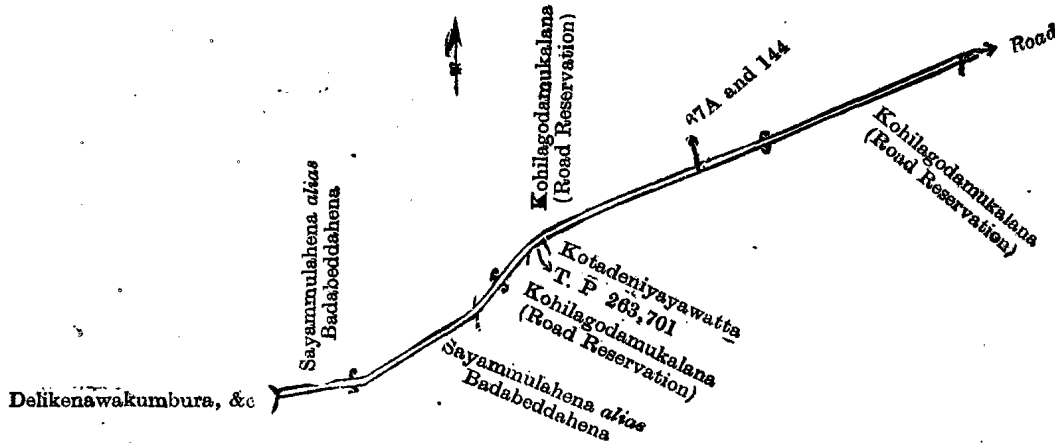 Road
97A and 144
Kohilagodamukalana
(Road Reservation)
Kohilagodamukalana
(Road Reservation)
Sayammulahena alias
Badabeddahena
Kotadeniyayawatta
T. P 263,701
Kohilagodamukalana
(Road Reservation)
Sayammulahena alias
Badabeddahena
Delikenawakumbura, &c